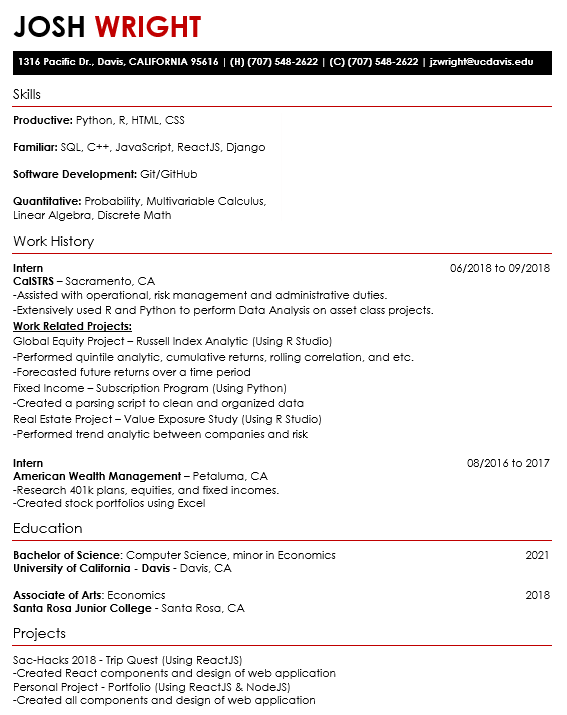 JOSH WRIGHT
1316 Pacific Dr., Davis, CALIFORNIA 95616 | (H) (707) 548-2622 | (C) (707) 548-2622 | jzwright@ucdavis.edu
Skills
Productive: Python, R, HTML, CSS
Familiar: SQL, C++, JavaScript, ReactJS, Django
Software Development: Git/GitHub
Quantitative: Probability, Multivariable Calculus,
Linear Algebra, Discrete Math
Work History
Intern 06/2018 to 09/2018
CalSTRS – Sacramento, CA
-Assisted with operational, risk management and administrative duties.
-Extensively used R and Python to perform Data Analysis on asset class projects.
Work Related Projects:
Global Equity Project – Russell Index Analytic (Using R Studio)
-Performed quintile analytic, cumulative returns, rolling correlation, and etc.
-Forecasted future returns over a time period
Fixed Income – Subscription Program (Using Python)
-Created a parsing script to clean and organized data
Real Estate Project – Value Exposure Study (Using R Studio)
-Performed trend analytic between companies and risk
Intern 08/2016 to 2017
American Wealth Management – Petaluma, CA
-Research 401k plans, equities, and fixed incomes.
-Created stock portfolios using Excel
Education
Bachelor of Science: Computer Science, minor in Economics 2021
University of California - Davis - Davis, CA
Associate of Arts: Economics 2018
Santa Rosa Junior College - Santa Rosa, CA
Projects
Sac-Hacks 2018 - Trip Quest (Using ReactJS)
-Created React components and design of web application
Personal Project - Portfolio (Using ReactJS & NodeJS)
-Created all components and design of web application